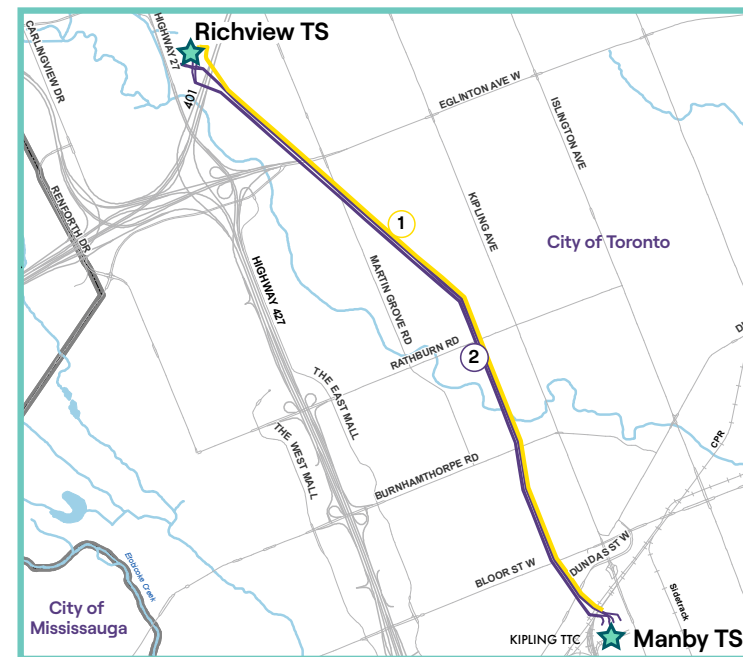 Richview TS
CARLINGVIEW DR
HIGHWAY 27
401
EGLINTON AVE W
ISLINGTON AVE
RENFORTH DR
KIPLING AVE
1
City of Toronto
HIGHWAY 427
MARTIN GROVE RD
RATHBURN RD
2
THE EAST MALL
THE WEST MALL
BURNHAMTHORPE RD
CPR
BLOOR ST W
DUNDAS ST W
Etobicoke Creek
Sidetrack
City of
Mississauga
KIPLING TTC
Manby TS